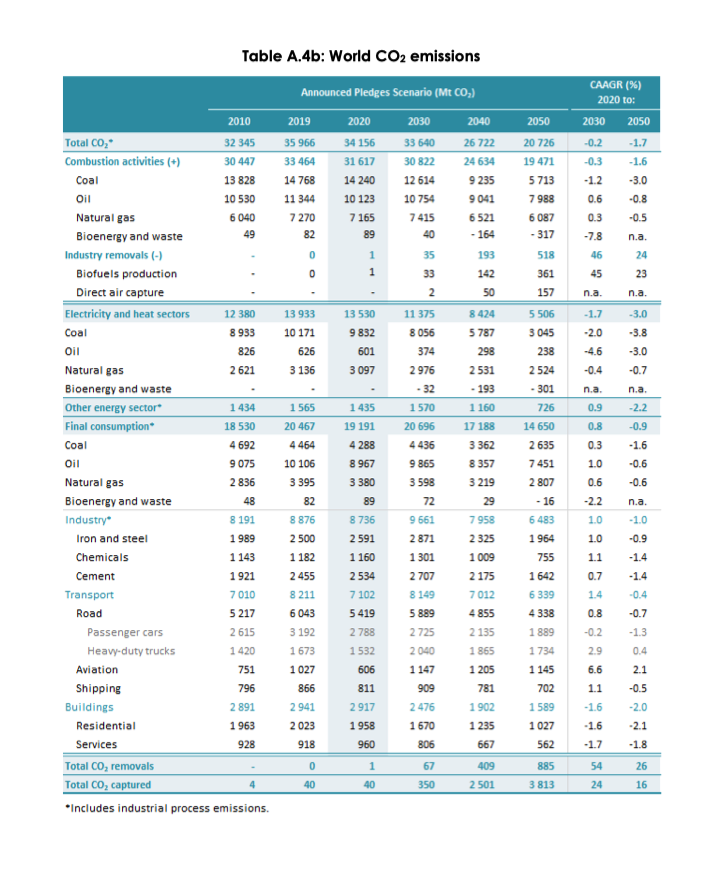 Table A.4b: World CO₂ emissions
Announced Pledges Scenario (Mt CO₂) CAAGR (%) 2020 to:
2010 2019 2020 2030 2040 2050 2030 2050
Total CO₂* 32 345 35 966 34 156 33 640 26 722 20 726 -0.2 -1.7
Combustion activities (+) 30 447 33 464 31 617 30 822 24 634 19 471 -0.3 -1.6
Coal 13 828 14 768 14 240 12 614 9 235 5 713 -1.2 -3.0
Oil 10 530 11 344 10 123 10 754 9 041 7 988 0.6 -0.8
Natural gas 6 040 7 270 7 165 7 415 6 521 6 087 0.3 -0.5
Bioenergy and waste 49 82 89 40 - 164 - 317 -7.8 n.a.
Industry removals (-) - 0 1 35 193 518 46 24
Biofuels production - 0 1 33 142 361 45 23
Direct air capture - - - 2 50 157 n.a. n.a.
Electricity and heat sectors 12 380 13 933 13 530 11 375 8 424 5 506 -1.7 -3.0
Coal 8 933 10 171 9 832 8 056 5 787 3 045 -2.0 -3.8
Oil 826 626 601 374 298 238 -4.6 -3.0
Natural gas 2 621 3 136 3 097 2 976 2 531 2 524 -0.4 -0.7
Bioenergy and waste - - - - 32 - 193 - 301 n.a. n.a.
Other energy sector* 1 434 1 565 1 435 1 570 1 160 726 0.9 -2.2
Final consumption* 18 530 20 467 19 191 20 696 17 188 14 650 0.8 -0.9
Coal 4 692 4 464 4 288 4 436 3 362 2 635 0.3 -1.6
Oil 9 075 10 106 8 967 9 865 8 357 7 451 1.0 -0.6
Natural gas 2 836 3 395 3 380 3 598 3 219 2 807 0.6 -0.6
Bioenergy and waste 48 82 89 72 29 - 16 -2.2 n.a.
Industry* 8 191 8 876 8 736 9 661 7 958 6 483 1.0 -1.0
Iron and steel 1 989 2 500 2 591 2 871 2 325 1 964 1.0 -0.9
Chemicals 1 143 1 182 1 160 1 301 1 009 755 1.1 -1.4
Cement 1 921 2 455 2 534 2 707 2 175 1 642 0.7 -1.4
Transport 7 010 8 211 7 102 8 149 7 012 6 339 1.4 -0.4
Road 5 217 6 043 5 419 5 889 4 855 4 338 0.8 -0.7
Passenger cars 2 615 3 192 2 788 2 725 2 135 1 889 -0.2 -1.3
Heavy-duty trucks 1 420 1 673 1 532 2 040 1 865 1 734 2.9 0.4
Aviation 751 1 027 606 1 147 1 205 1 145 6.6 2.1
Shipping 796 866 811 909 781 702 1.1 -0.5
Buildings 2 891 2 941 2 917 2 476 1 902 1 589 -1.6 -2.0
Residential 1 963 2 023 1 958 1 670 1 235 1 027 -1.6 -2.1
Services 928 918 960 806 667 562 -1.7 -1.8
Total CO₂ removals - 0 1 67 409 885 54 26
Total CO₂ captured 4 40 40 350 2 501 3 813 24 16
*Includes industrial process emissions.